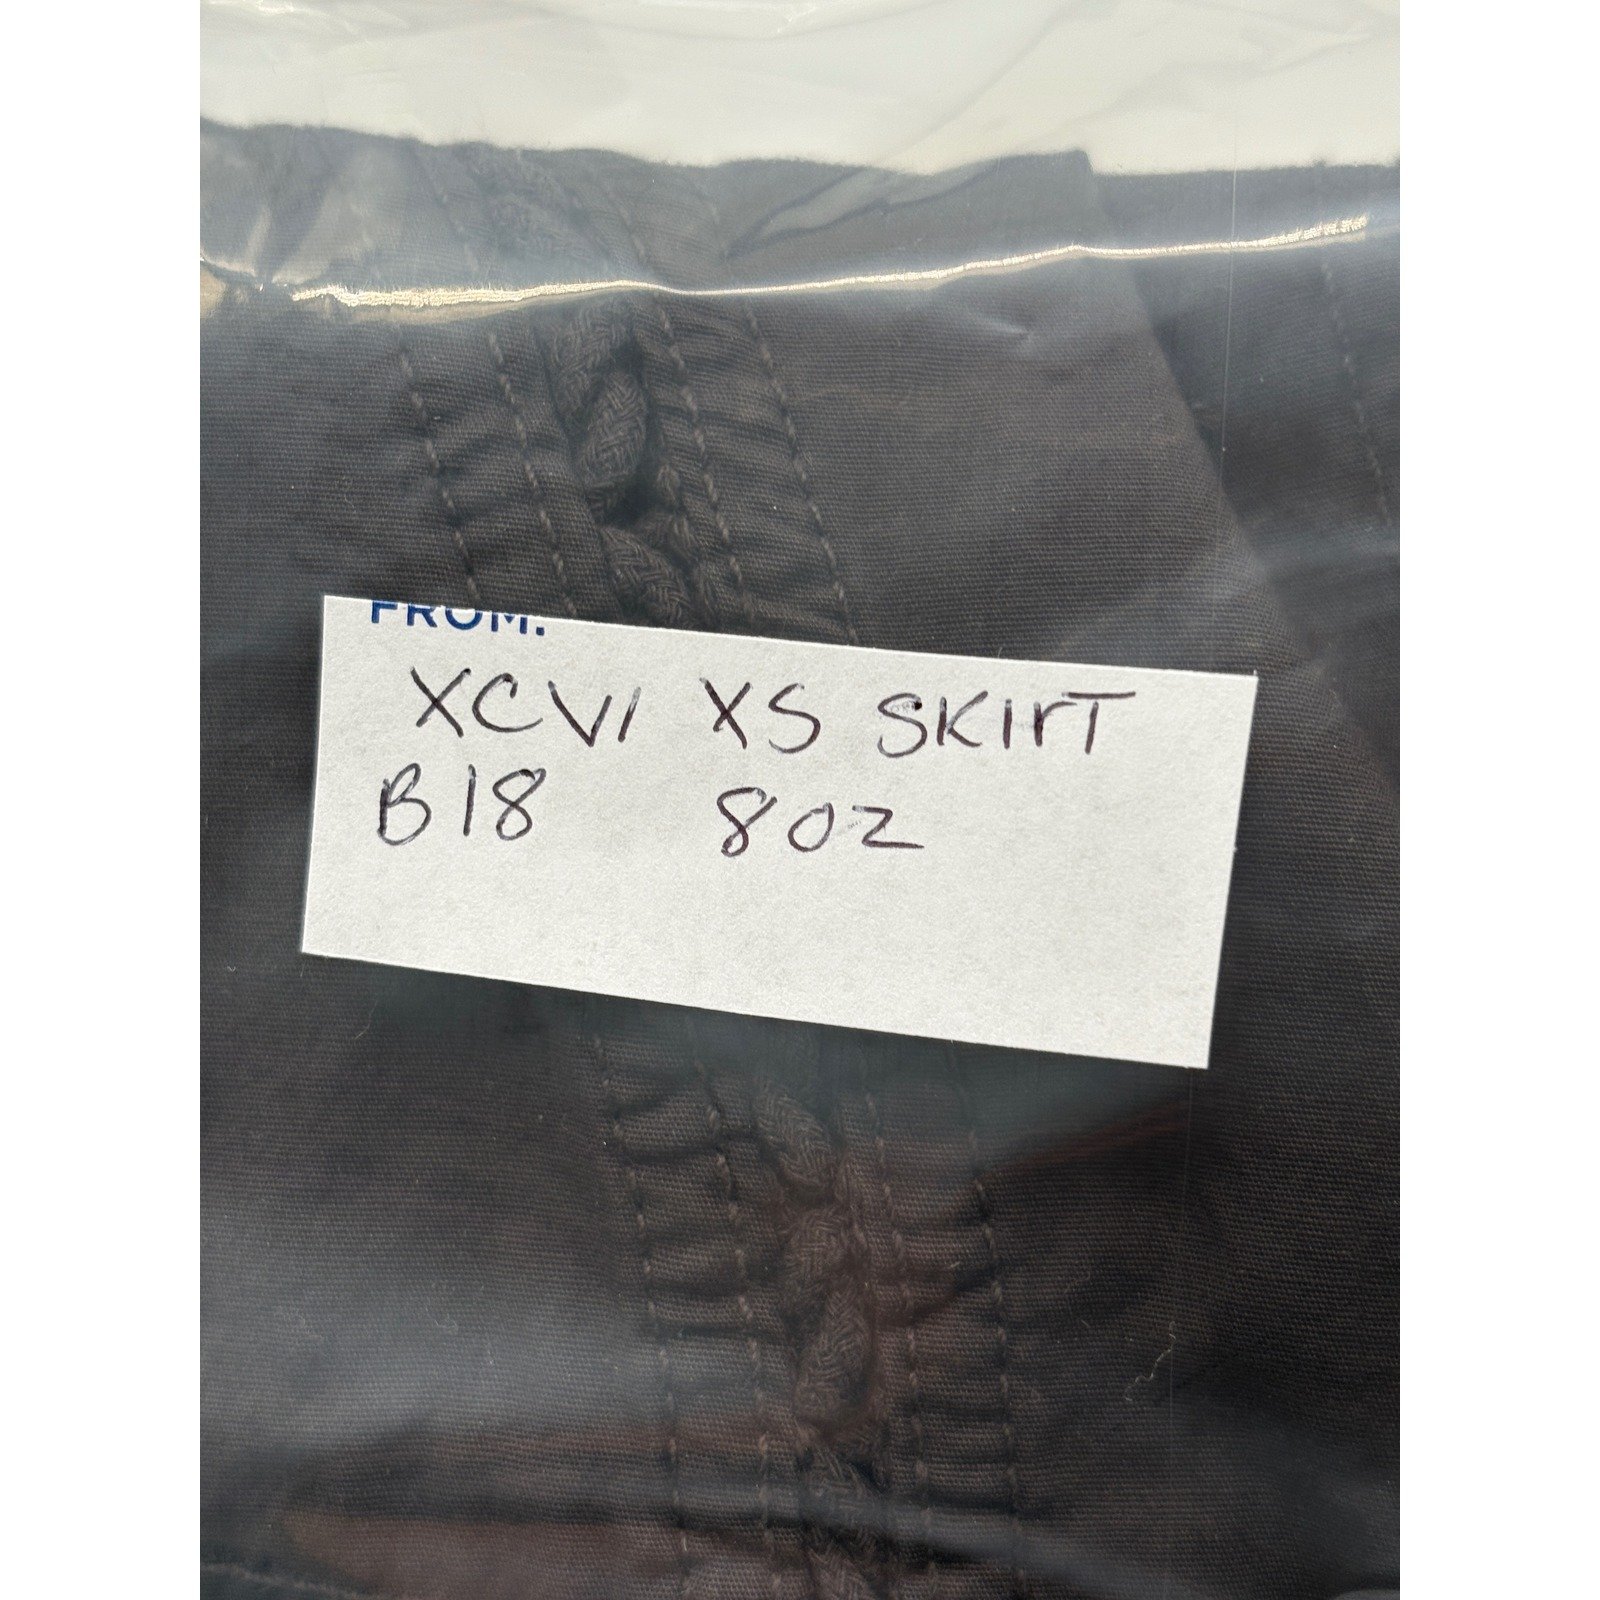 FROM:
XCVI XS SKIrT
B18 8oz